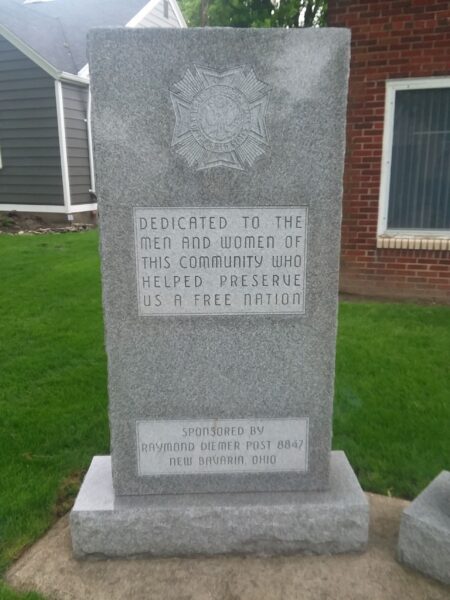 DEDICATED TO THE
MEN AND WOMEN OF
THIS COMMUNITY WHO
HELPED PRESERVE
US A FREE NATION
SPONSORED BY
RAYMOND DIEMER POST 8847
NEW BAVARIA, OHIO